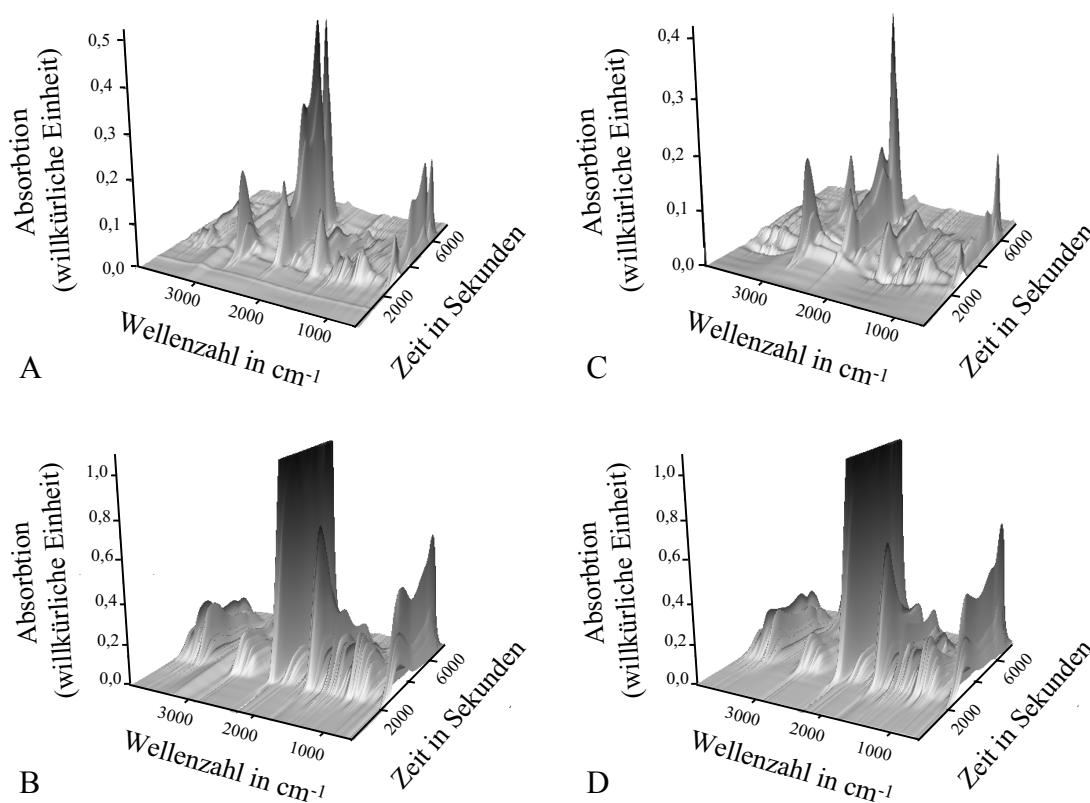 0,5
0,4
0,3
0,2
0,1
0,0
Absorbtion
(willkürliche Einheit)
3000
2000
1000
Wellenzahl in cm-1
2000
6000
Zeit in Sekunden
A
0,4
0,3
0,2
0,1
0,0
Absorbtion
(willkürliche Einheit)
3000
2000
1000
Wellenzahl in cm-1
2000
6000
Zeit in Sekunden
C
1,0
0,8
0,6
0,4
0,2
0,0
Absorbtion
(willkürliche Einheit)
3000
2000
1000
Wellenzahl in cm-1
2000
6000
Zeit in Sekunden
B
1,0
0,8
0,6
0,4
0,2
0,0
Absorbtion
(willkürliche Einheit)
3000
2000
1000
Wellenzahl in cm-1
2000
6000
Zeit in Sekunden
D